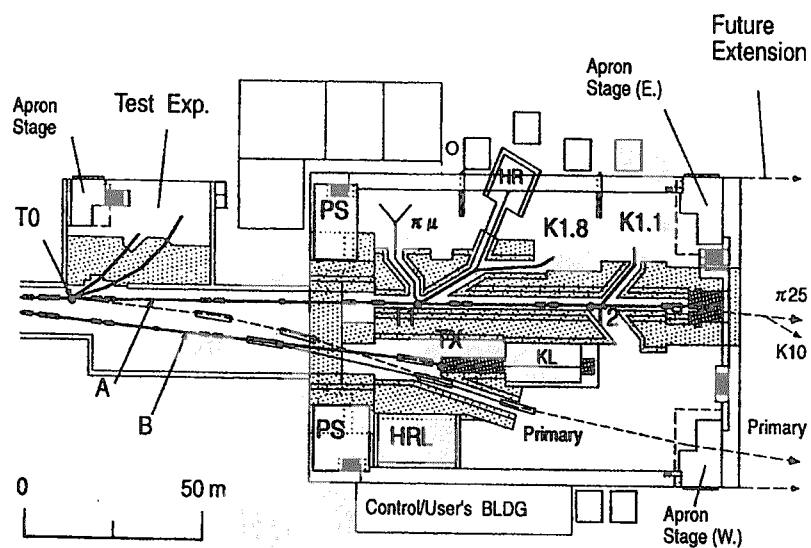 Future
Extension
Apron
Stage (E.)
Apron
Stage
Test Exp.
T0
O
HR
PS
π μ
K1.8
K1.1
T1
T2
π25
K10
TX
KL
A
B
PS
HRL
Primary
Primary
0
50 m
Control/User's BLDG
Apron
Stage (W.)